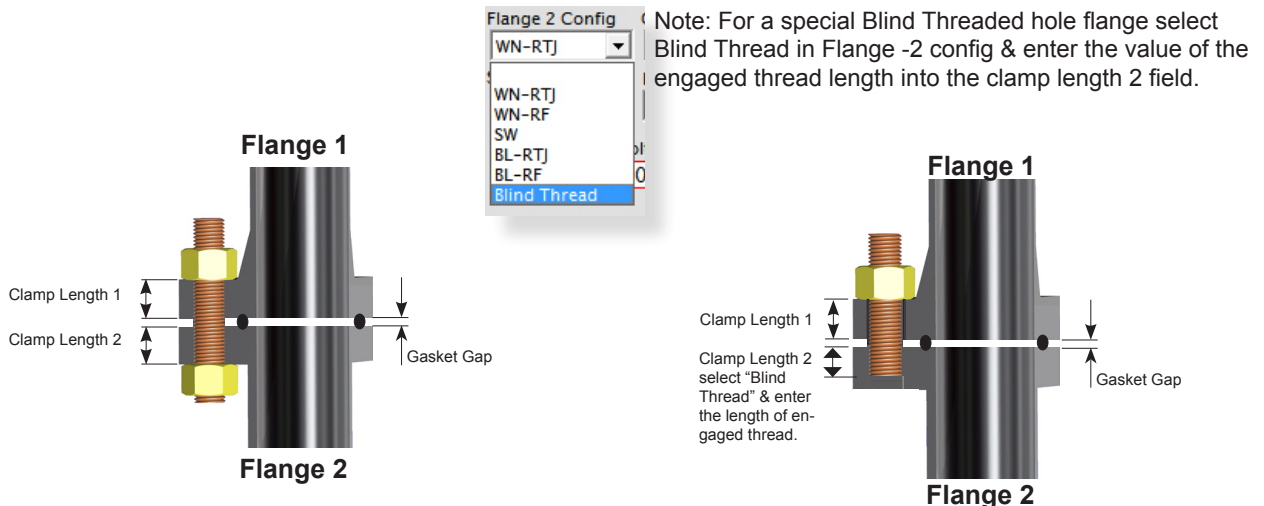 Flange 2 Config
WN-RTJ
WN-RTJ
WN-RF
SW
BL-RTJ
BL-RF
Blind Thread
Note: For a special Blind Threaded hole flange select
Blind Thread in Flange -2 config & enter the value of the
engaged thread length into the clamp length 2 field.
Flange 1
Clamp Length 1
Clamp Length 2
Gasket Gap
Flange 2
Flange 1
Clamp Length 1
Clamp Length 2
select “Blind
Thread” & enter
the length of en-
gaged thread.
Gasket Gap
Flange 2